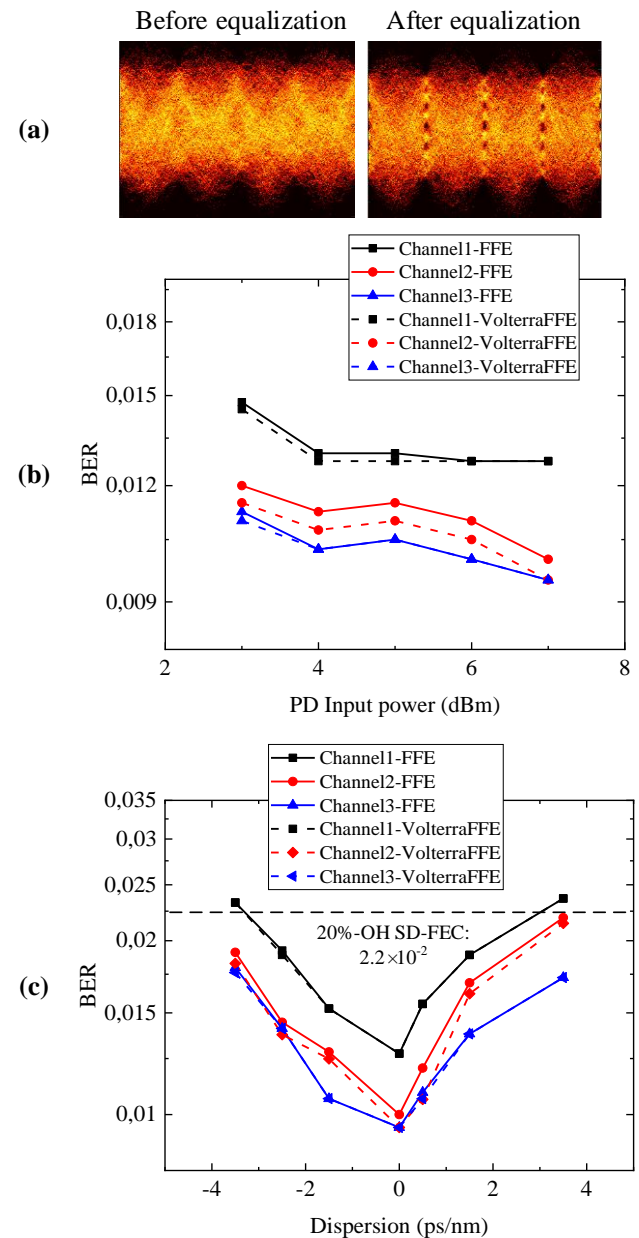 Before equalization After equalization
(a)
Channel1-FFE
Channel2-FFE
Channel3-FFE
Channel1-VolterraFFE
Channel2-VolterraFFE
Channel3-VolterraFFE
0,018
0,015
0,012
0,009
BER
(b)
2 4 6 8
PD Input power (dBm)
Channel1-FFE
Channel2-FFE
Channel3-FFE
Channel1-VolterraFFE
Channel2-VolterraFFE
Channel3-VolterraFFE
0,035
0,03
0,025
0,02
0,015
0,01
20%-OH SD-FEC:
2.2×10⁻²
BER
(c)
-4 -2 0 2 4
Dispersion (ps/nm)